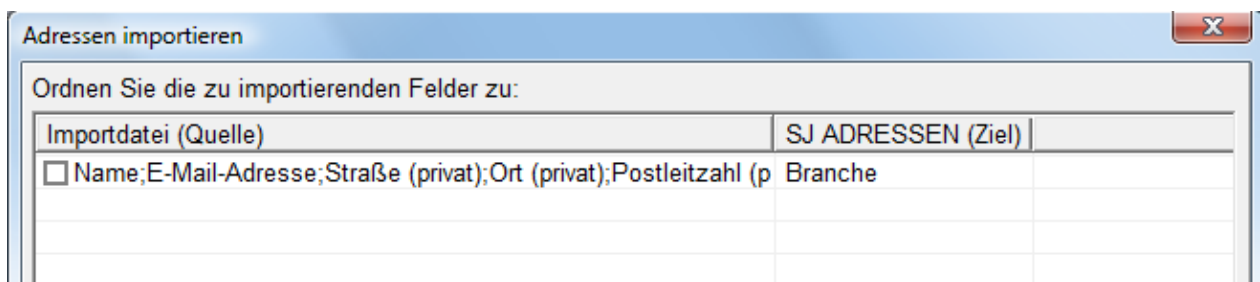 Adressen importieren
Ordnen Sie die zu importierenden Felder zu:
Importdatei (Quelle) SJ ADRESSEN (Ziel)
Name;E-Mail-Adresse;Straße (privat);Ort (privat);Postleitzahl (p Branche